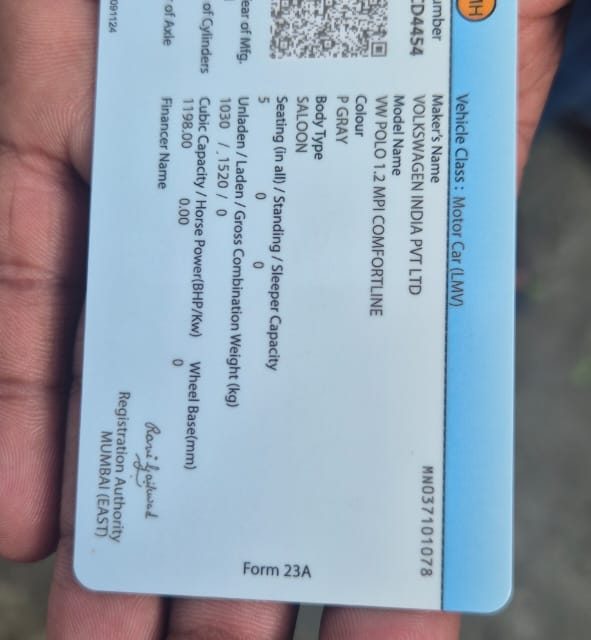 MH
Vehicle Class : Motor Car (LMV)
umber
Maker's Name
MN037101078
CD4454
VOLKSWAGEN INDIA PVT LTD
Model Name
VW POLO 1.2 MPI COMFORTLINE
Colour
P GRAY
Body Type
SALOON
Seating (in all) / Standing / Sleeper Capacity
5 0 0
ear of Mfg.
Unladen / Laden / Gross Combination Weight (kg)
1030 / 1520 / 0
of Cylinders
Cubic Capacity / Horse Power(BHP/Kw) Wheel Base(mm)
1198.00 0.00 0
of Axle
Financer Name
Form 23A
Registration Authority
MUMBAI (EAST)
091124